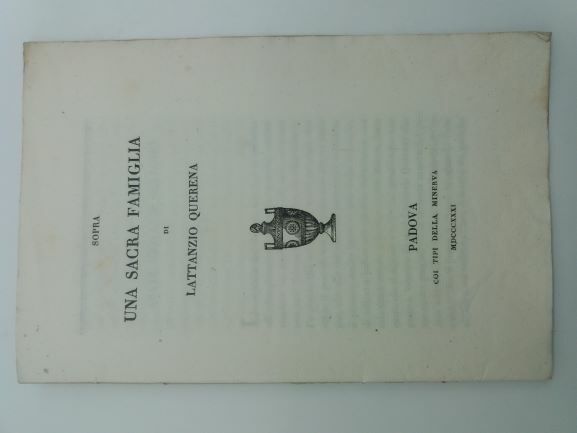 SOPRA
UNA SACRA FAMIGLIA
DI
LATTANZIO QUERENA
PADOVA
COI TIPI DELLA MINERVA
MDCCCXXXI